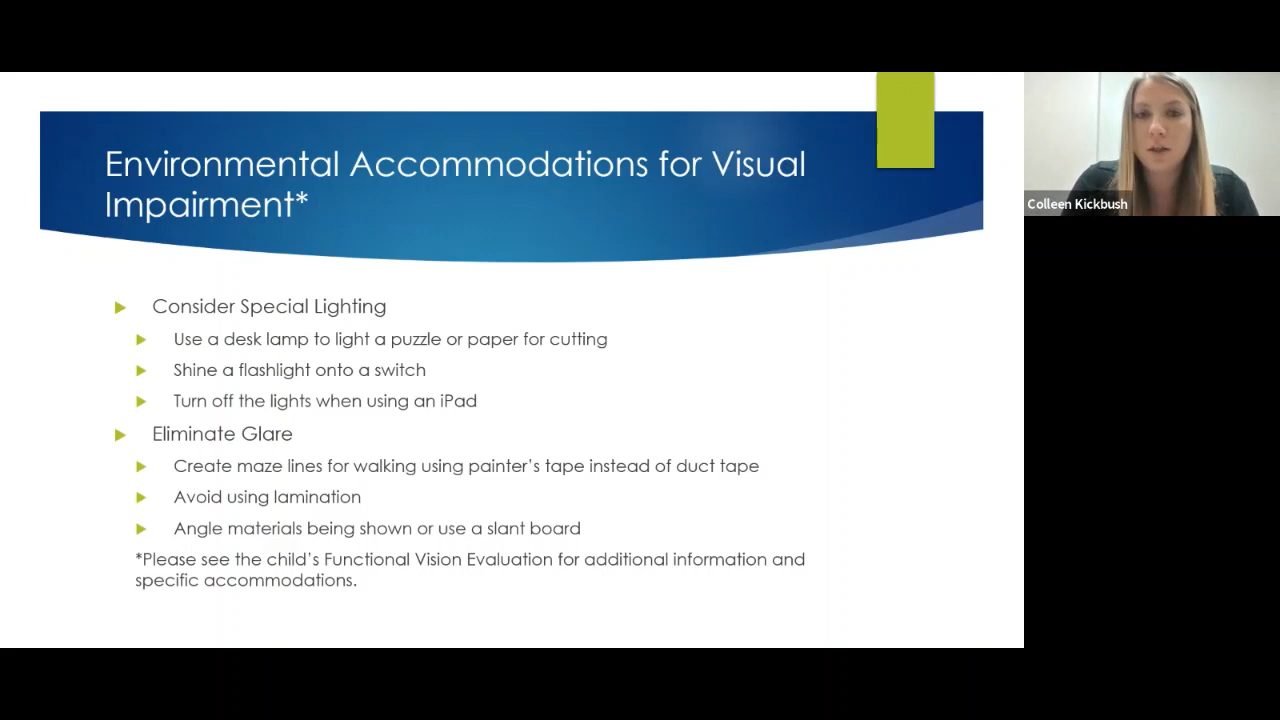 Environmental Accommodations for Visual
Impairment*
Consider Special Lighting
Use a desk lamp to light a puzzle or paper for cutting
Shine a flashlight onto a switch
Turn off the lights when using an iPad
Eliminate Glare
Create maze lines for walking using painter's tape instead of duct tape
Avoid using lamination
Angle materials being shown or use a slant board
*Please see the child's Functional Vision Evaluation for additional information and
specific accommodations.
Colleen Kickbush